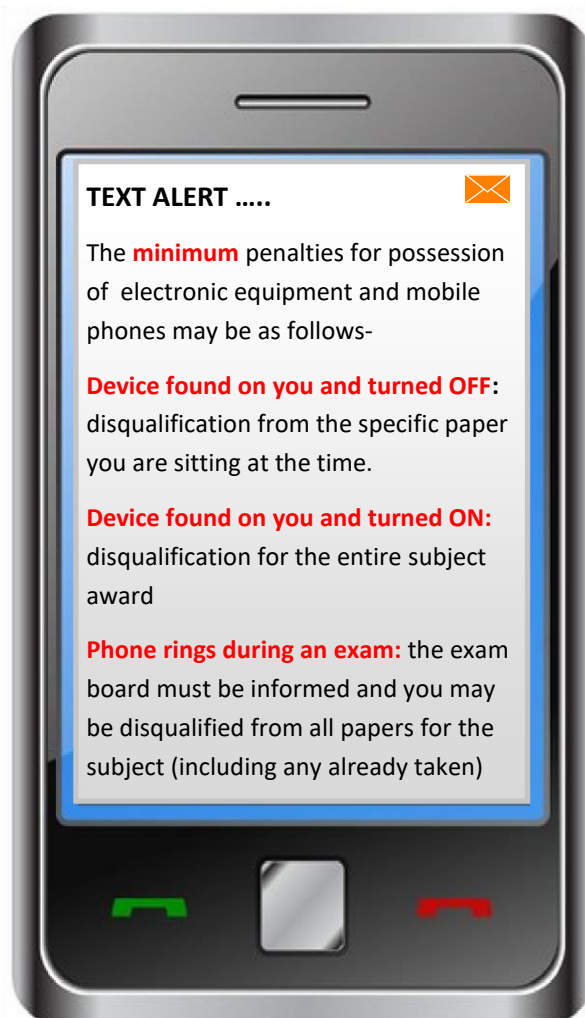 TEXT ALERT …..
The minimum penalties for possession
of electronic equipment and mobile
phones may be as follows-
Device found on you and turned OFF:
disqualification from the specific paper
you are sitting at the time.
Device found on you and turned ON:
disqualification for the entire subject
award
Phone rings during an exam: the exam
board must be informed and you may
be disqualified from all papers for the
subject (including any already taken)